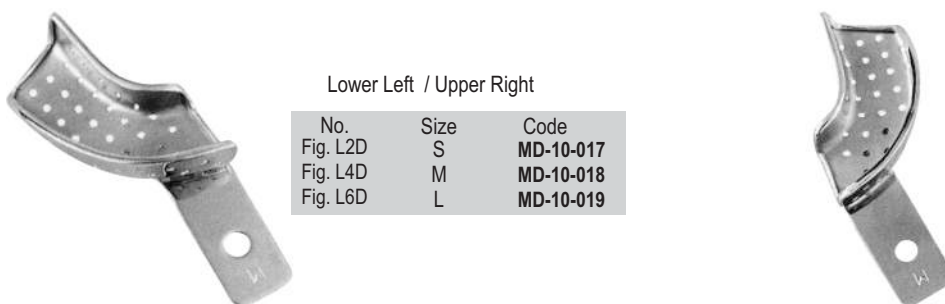 Lower Left / Upper Right
No. Size Code
Fig. L2D S MD-10-017
Fig. L4D M MD-10-018
Fig. L6D L MD-10-019
M
M